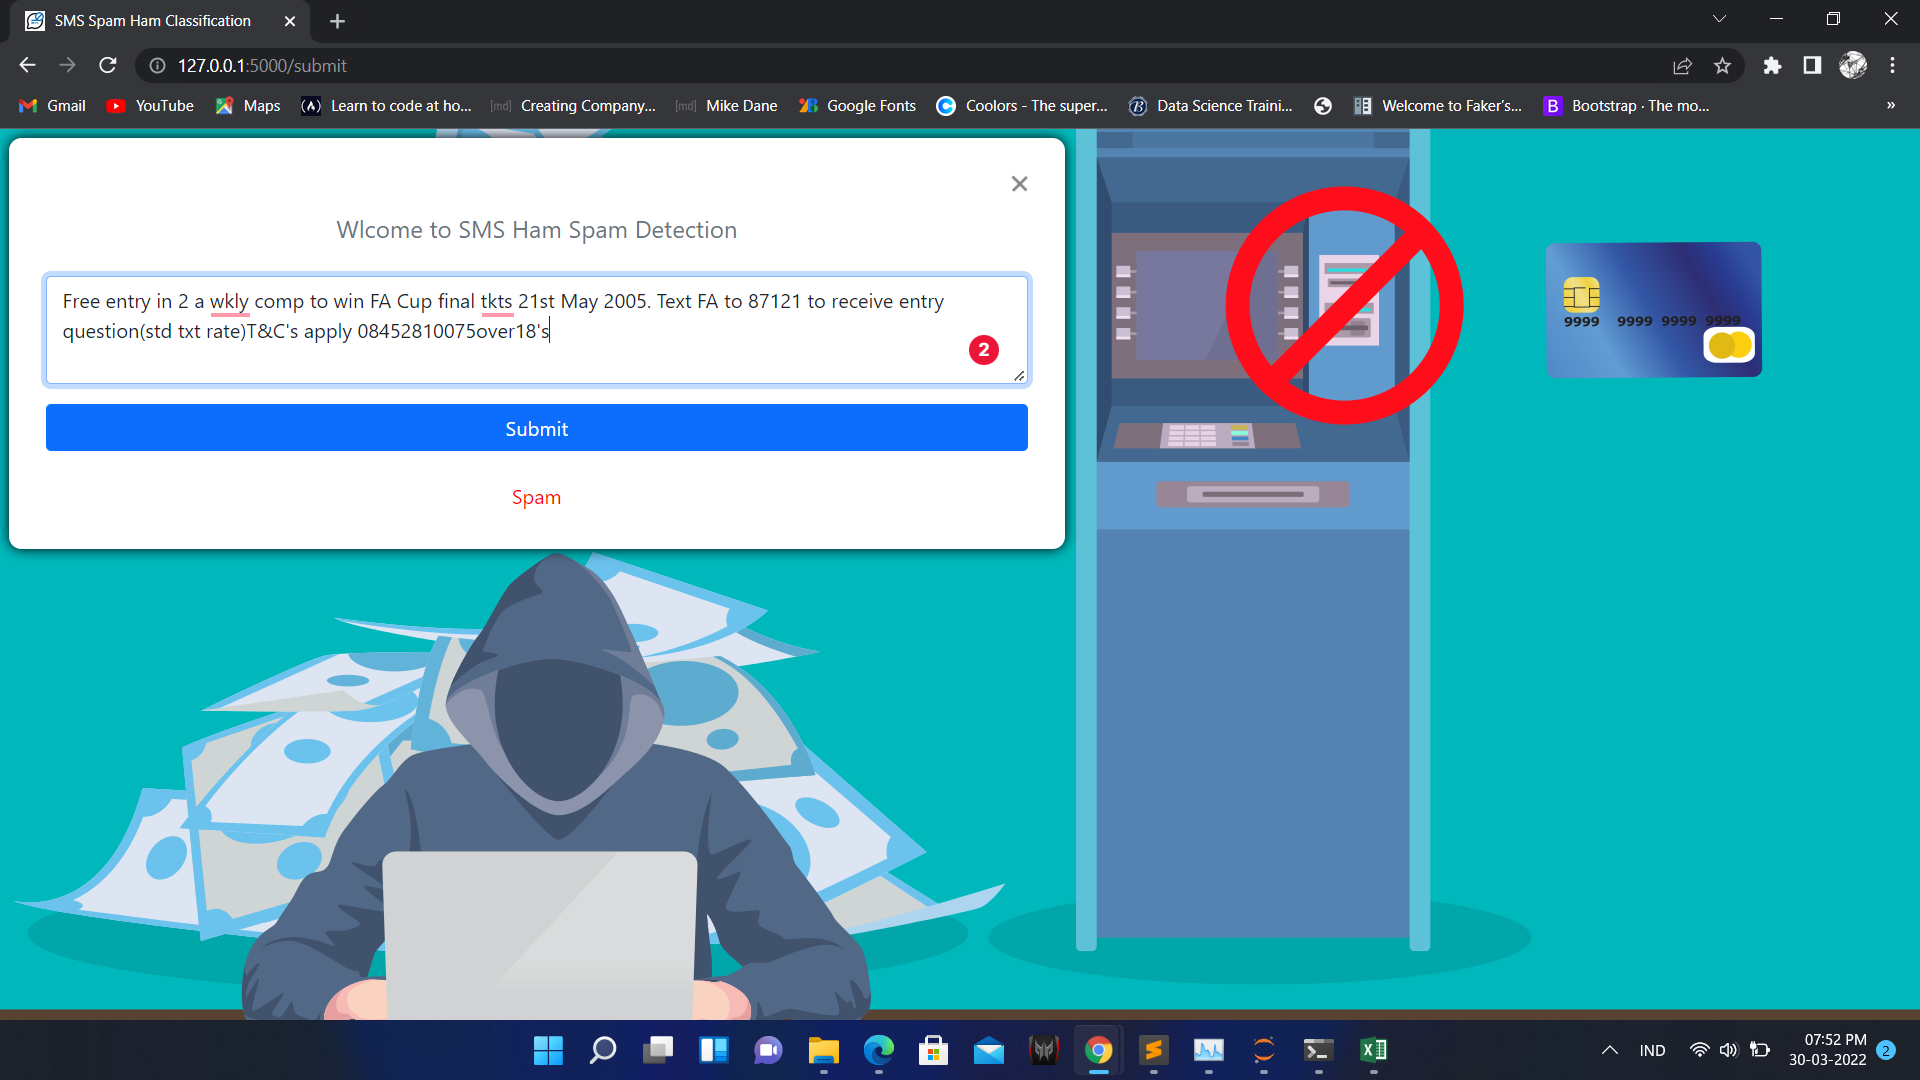 SMS Spam Ham Classification
127.0.0.1:5000/submit
Gmail YouTube Maps Learn to code at ho... [md] Creating Company... [md] Mike Dane Google Fonts Coolors - The super... Data Science Traini... Welcome to Faker's... B Bootstrap · The mo... »
Wlcome to SMS Ham Spam Detection
Free entry in 2 a wkly comp to win FA Cup final tkts 21st May 2005. Text FA to 87121 to receive entry
question(std txt rate)T&C's apply 08452810075over18's
2
Submit
Spam
9999 9999 9999 9999
IND
07:52 PM
30-03-2022
2